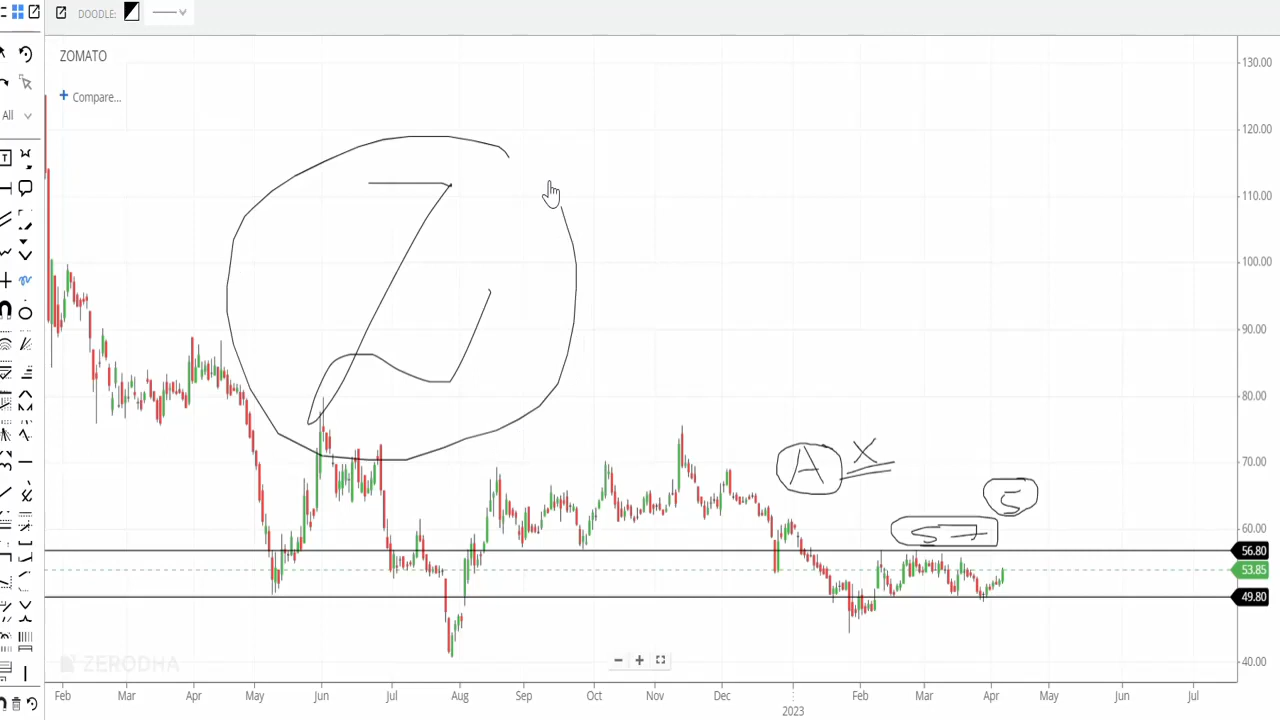 DOODLE:
All
ZOMATO
+ Compare...
130.00
120.00
110.00
100.00
90.00
80.00
70.00
A X
5
57
60.00
56.80
53.85
49.80
40.00
ZERODHA
Feb Mar Apr May Jun Jul Aug Sep Oct Nov Dec Feb Mar Apr May Jun Jul
2023